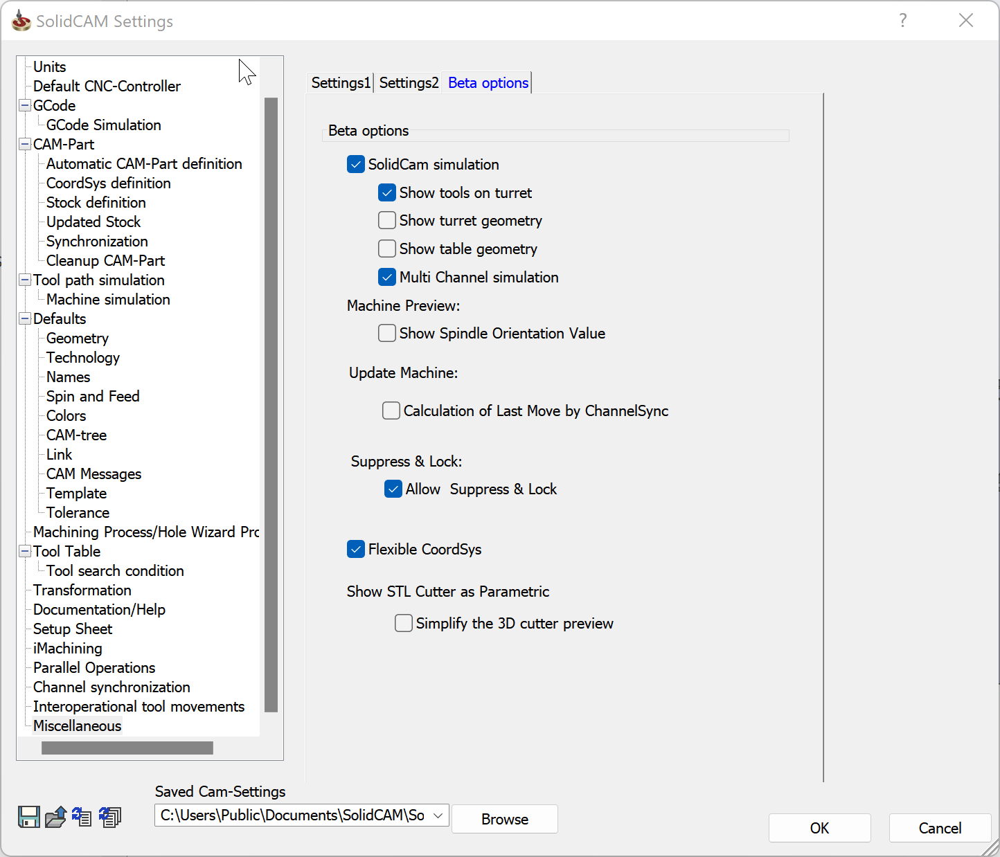 SolidCAM Settings
?
Units
Default CNC-Controller
GCode
GCode Simulation
CAM-Part
Automatic CAM-Part definition
CoordSys definition
Stock definition
Updated Stock
Synchronization
Cleanup CAM-Part
Tool path simulation
Machine simulation
Defaults
Geometry
Technology
Names
Spin and Feed
Colors
CAM-tree
Link
CAM Messages
Template
Tolerance
Machining Process/Hole Wizard Prc
Tool Table
Tool search condition
Transformation
Documentation/Help
Setup Sheet
iMachining
Parallel Operations
Channel synchronization
Interoperational tool movements
Miscellaneous
Settings1 Settings2 Beta options
Beta options
SolidCam simulation
Show tools on turret
Show turret geometry
Show table geometry
Multi Channel simulation
Machine Preview:
Show Spindle Orientation Value
Update Machine:
Calculation of Last Move by ChannelSync
Suppress & Lock:
Allow Suppress & Lock
Flexible CoordSys
Show STL Cutter as Parametric
Simplify the 3D cutter preview
Saved Cam-Settings
C:\Users\Public\Documents\SolidCAM\So
Browse
OK
Cancel